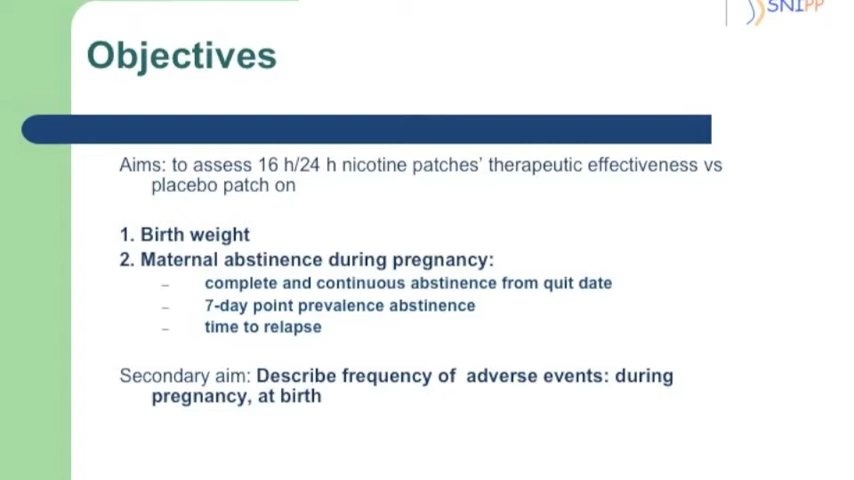 SNIPP
Objectives
Aims: to assess 16 h/24 h nicotine patches’ therapeutic effectiveness vs
placebo patch on
1. Birth weight
2. Maternal abstinence during pregnancy:
– complete and continuous abstinence from quit date
– 7-day point prevalence abstinence
– time to relapse
Secondary aim: Describe frequency of adverse events: during
pregnancy, at birth